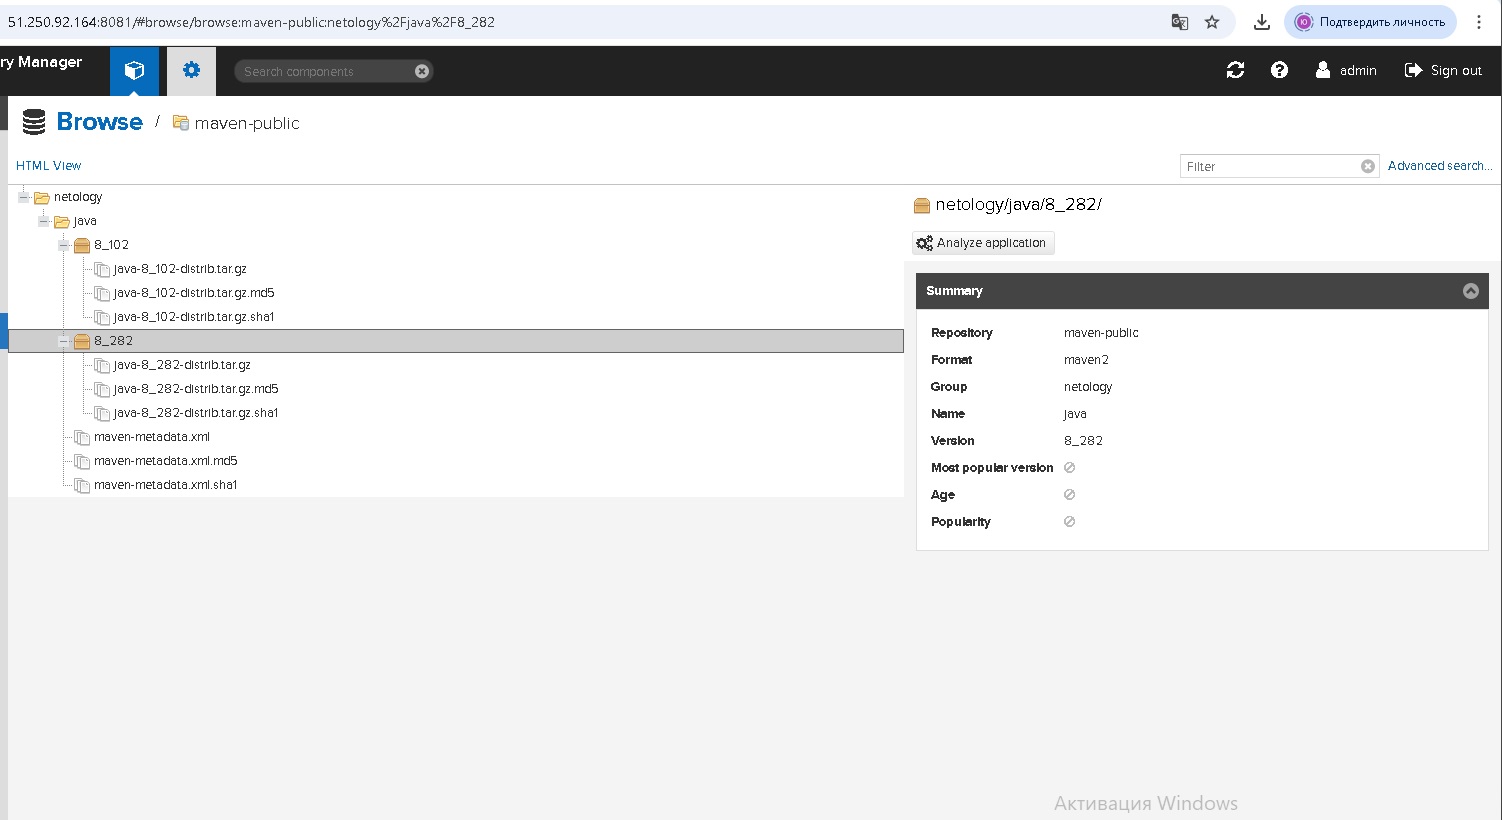 51.250.92.164:8081/#browse/browse:maven-public:netology%2Fjava%2F8_282
Подтвердить личность
ry Manager
Search components
admin
Sign out
Browse / maven-public
HTML View
Filter
Advanced search...
netology
java
8_102
java-8_102-distrib.tar.gz
java-8_102-distrib.tar.gz.md5
java-8_102-distrib.tar.gz.sha1
8_282
java-8_282-distrib.tar.gz
java-8_282-distrib.tar.gz.md5
java-8_282-distrib.tar.gz.sha1
maven-metadata.xml
maven-metadata.xml.md5
maven-metadata.xml.sha1
netology/java/8_282/
Analyze application
Summary
Repository maven-public
Format maven2
Group netology
Name java
Version 8_282
Most popular version
Age
Popularity
Активация Windows